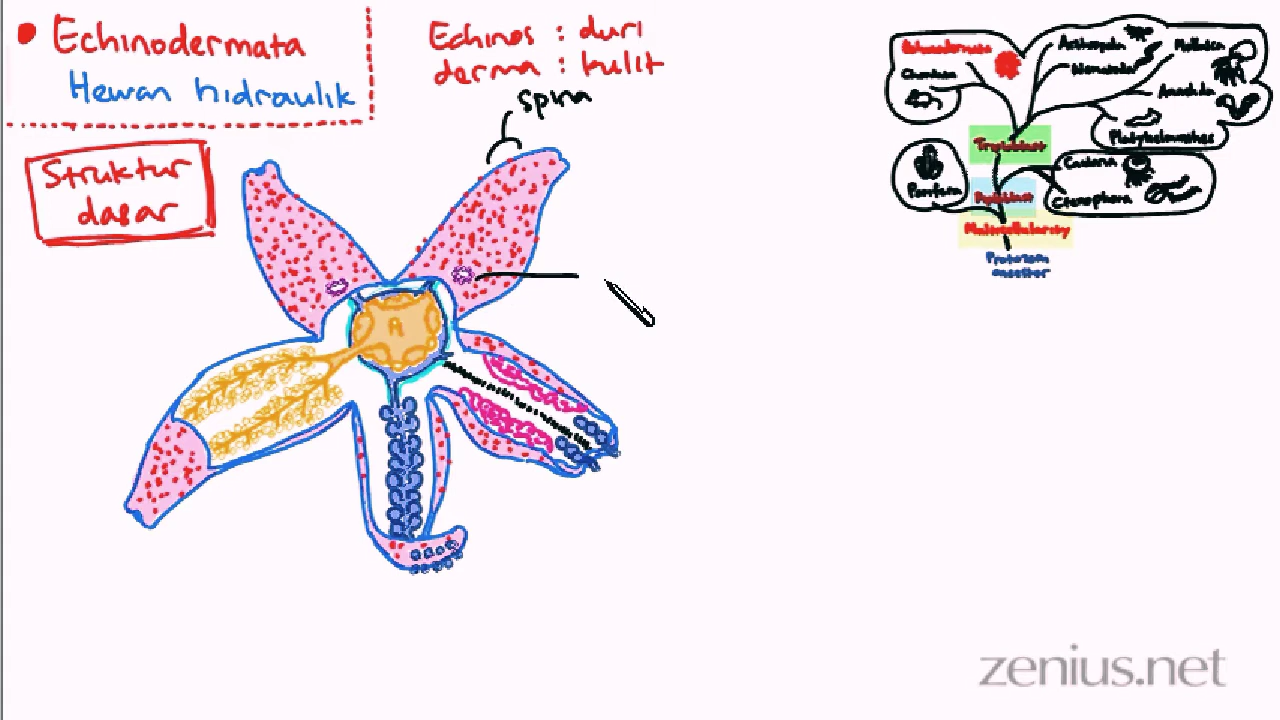 Echinodermata
Hewan hidraulik
Echinos : duri
derma : kulit
spina
Struktur
dasar
A
Echinodermata
Chordata
Arthropoda
Nematoda
Mollusca
Annelida
Platyhelminthes
Triploblast
Porifera
Cnidaria
Ctenophora
Diploblast
Multicellularity
Protozoan
ancestor
zenius.net